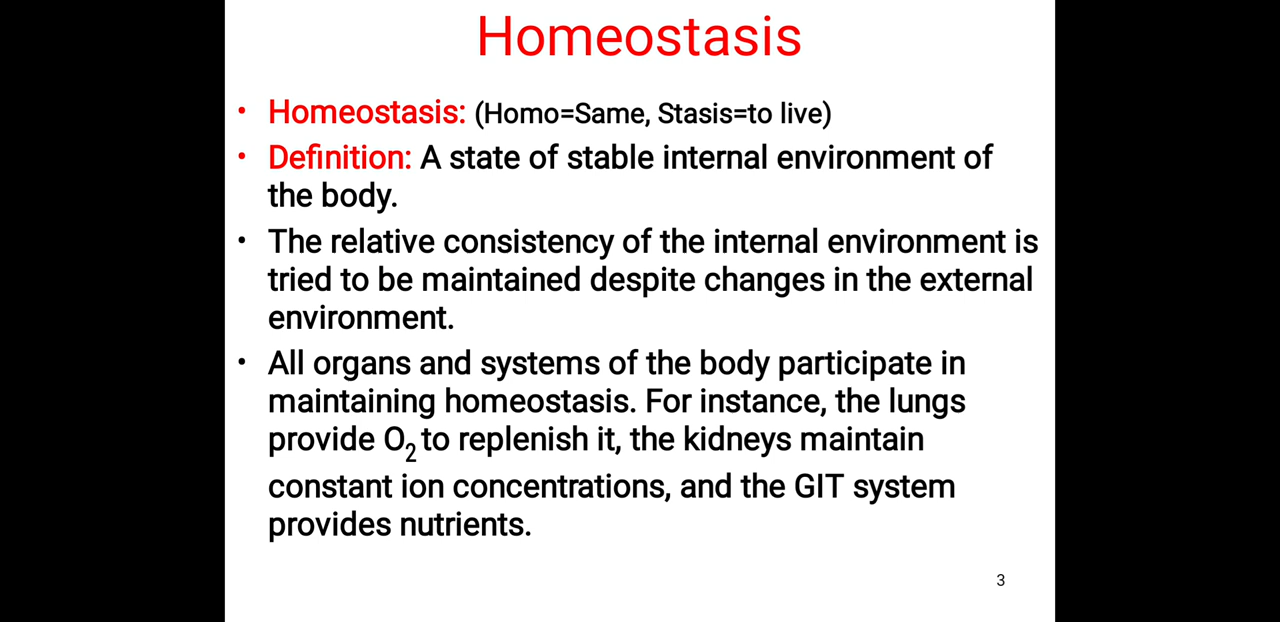 Homeostasis
• Homeostasis: (Homo=Same, Stasis=to live)
• Definition: A state of stable internal environment of
the body.
• The relative consistency of the internal environment is
tried to be maintained despite changes in the external
environment.
• All organs and systems of the body participate in
maintaining homeostasis. For instance, the lungs
provide O₂ to replenish it, the kidneys maintain
constant ion concentrations, and the GIT system
provides nutrients.
3